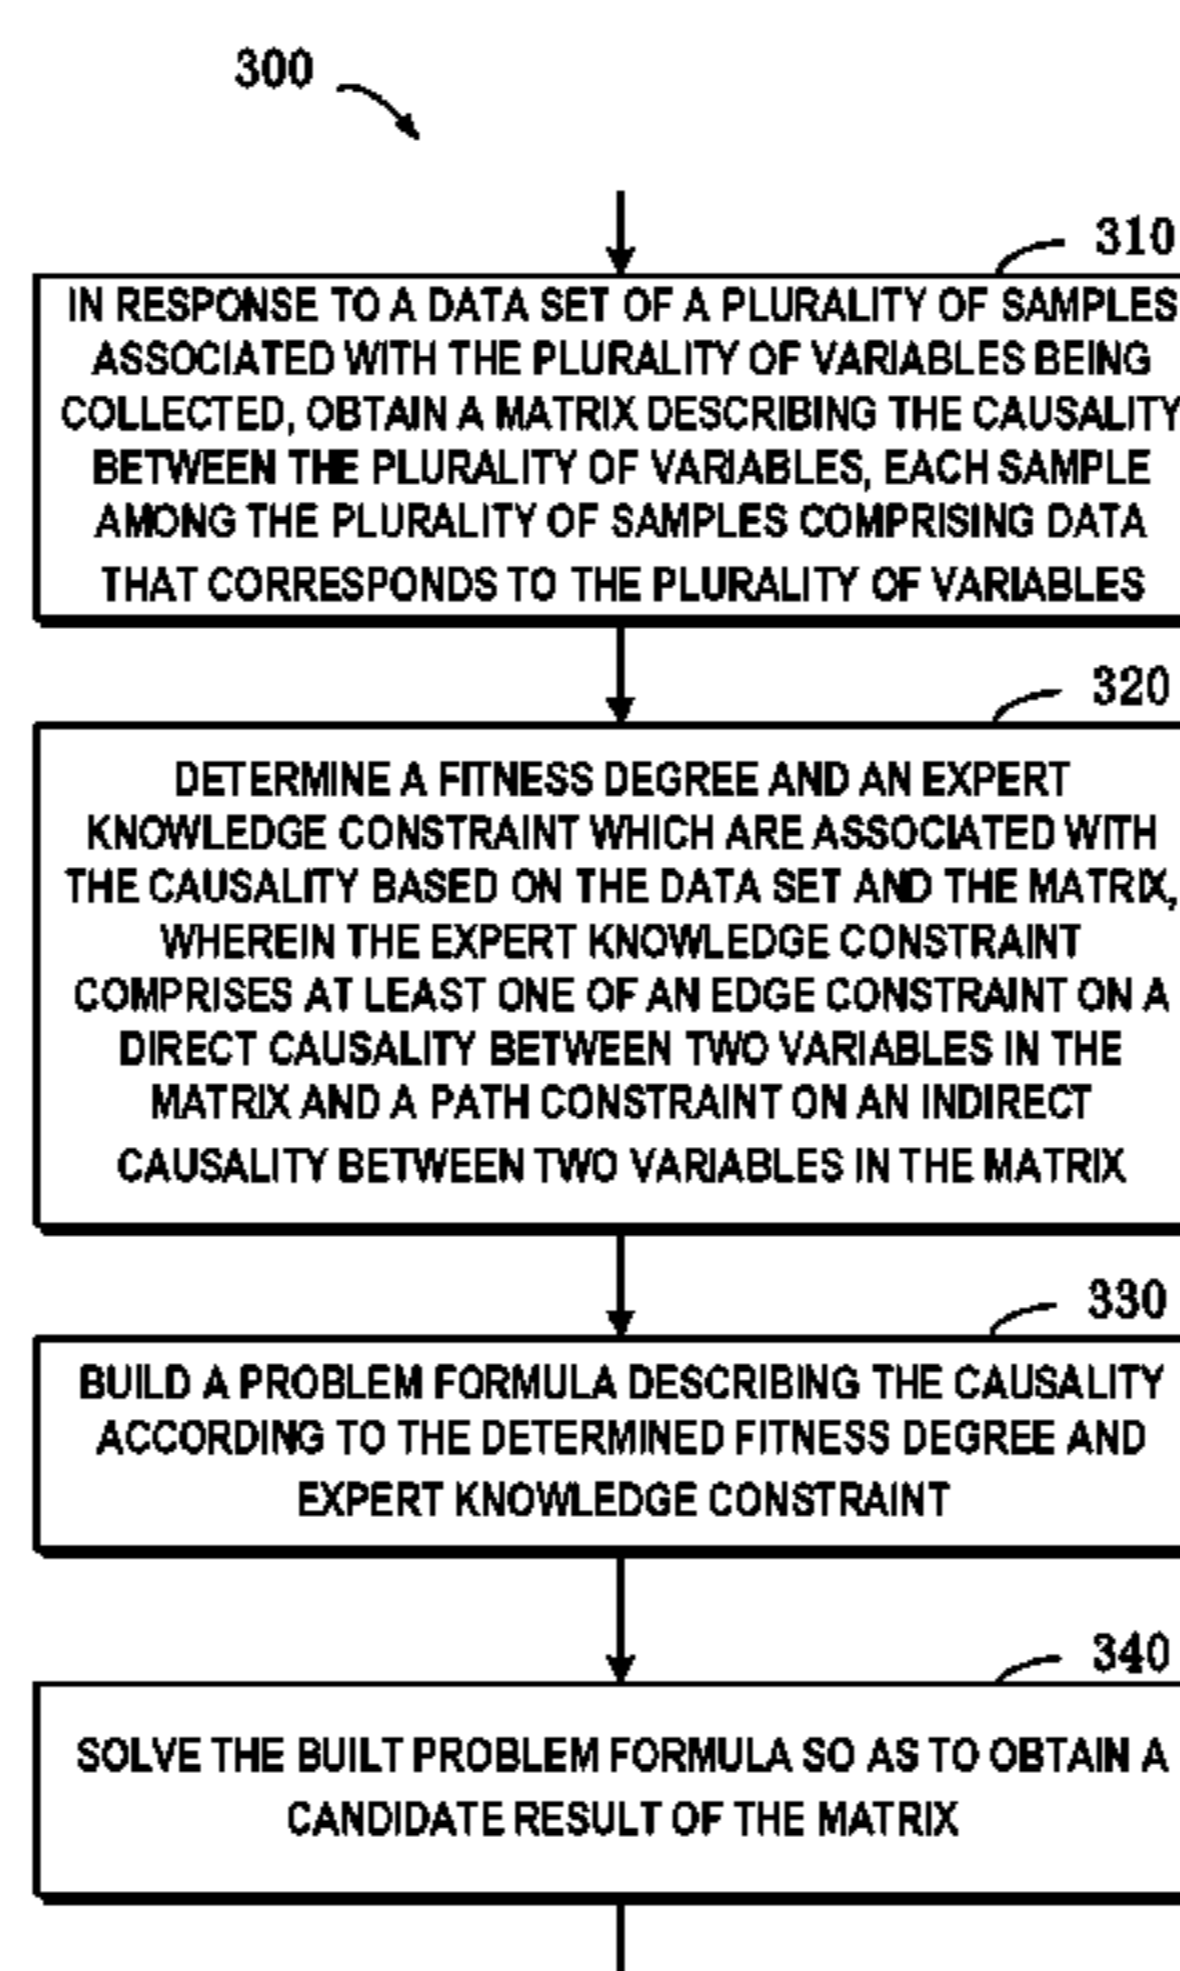 300
310
IN RESPONSE TO A DATA SET OF A PLURALITY OF SAMPLES
ASSOCIATED WITH THE PLURALITY OF VARIABLES BEING
COLLECTED, OBTAIN A MATRIX DESCRIBING THE CAUSALITY
BETWEEN THE PLURALITY OF VARIABLES, EACH SAMPLE
AMONG THE PLURALITY OF SAMPLES COMPRISING DATA
THAT CORRESPONDS TO THE PLURALITY OF VARIABLES
320
DETERMINE A FITNESS DEGREE AND AN EXPERT
KNOWLEDGE CONSTRAINT WHICH ARE ASSOCIATED WITH
THE CAUSALITY BASED ON THE DATA SET AND THE MATRIX,
WHEREIN THE EXPERT KNOWLEDGE CONSTRAINT
COMPRISES AT LEAST ONE OF AN EDGE CONSTRAINT ON A
DIRECT CAUSALITY BETWEEN TWO VARIABLES IN THE
MATRIX AND A PATH CONSTRAINT ON AN INDIRECT
CAUSALITY BETWEEN TWO VARIABLES IN THE MATRIX
330
BUILD A PROBLEM FORMULA DESCRIBING THE CAUSALITY
ACCORDING TO THE DETERMINED FITNESS DEGREE AND
EXPERT KNOWLEDGE CONSTRAINT
340
SOLVE THE BUILT PROBLEM FORMULA SO AS TO OBTAIN A
CANDIDATE RESULT OF THE MATRIX